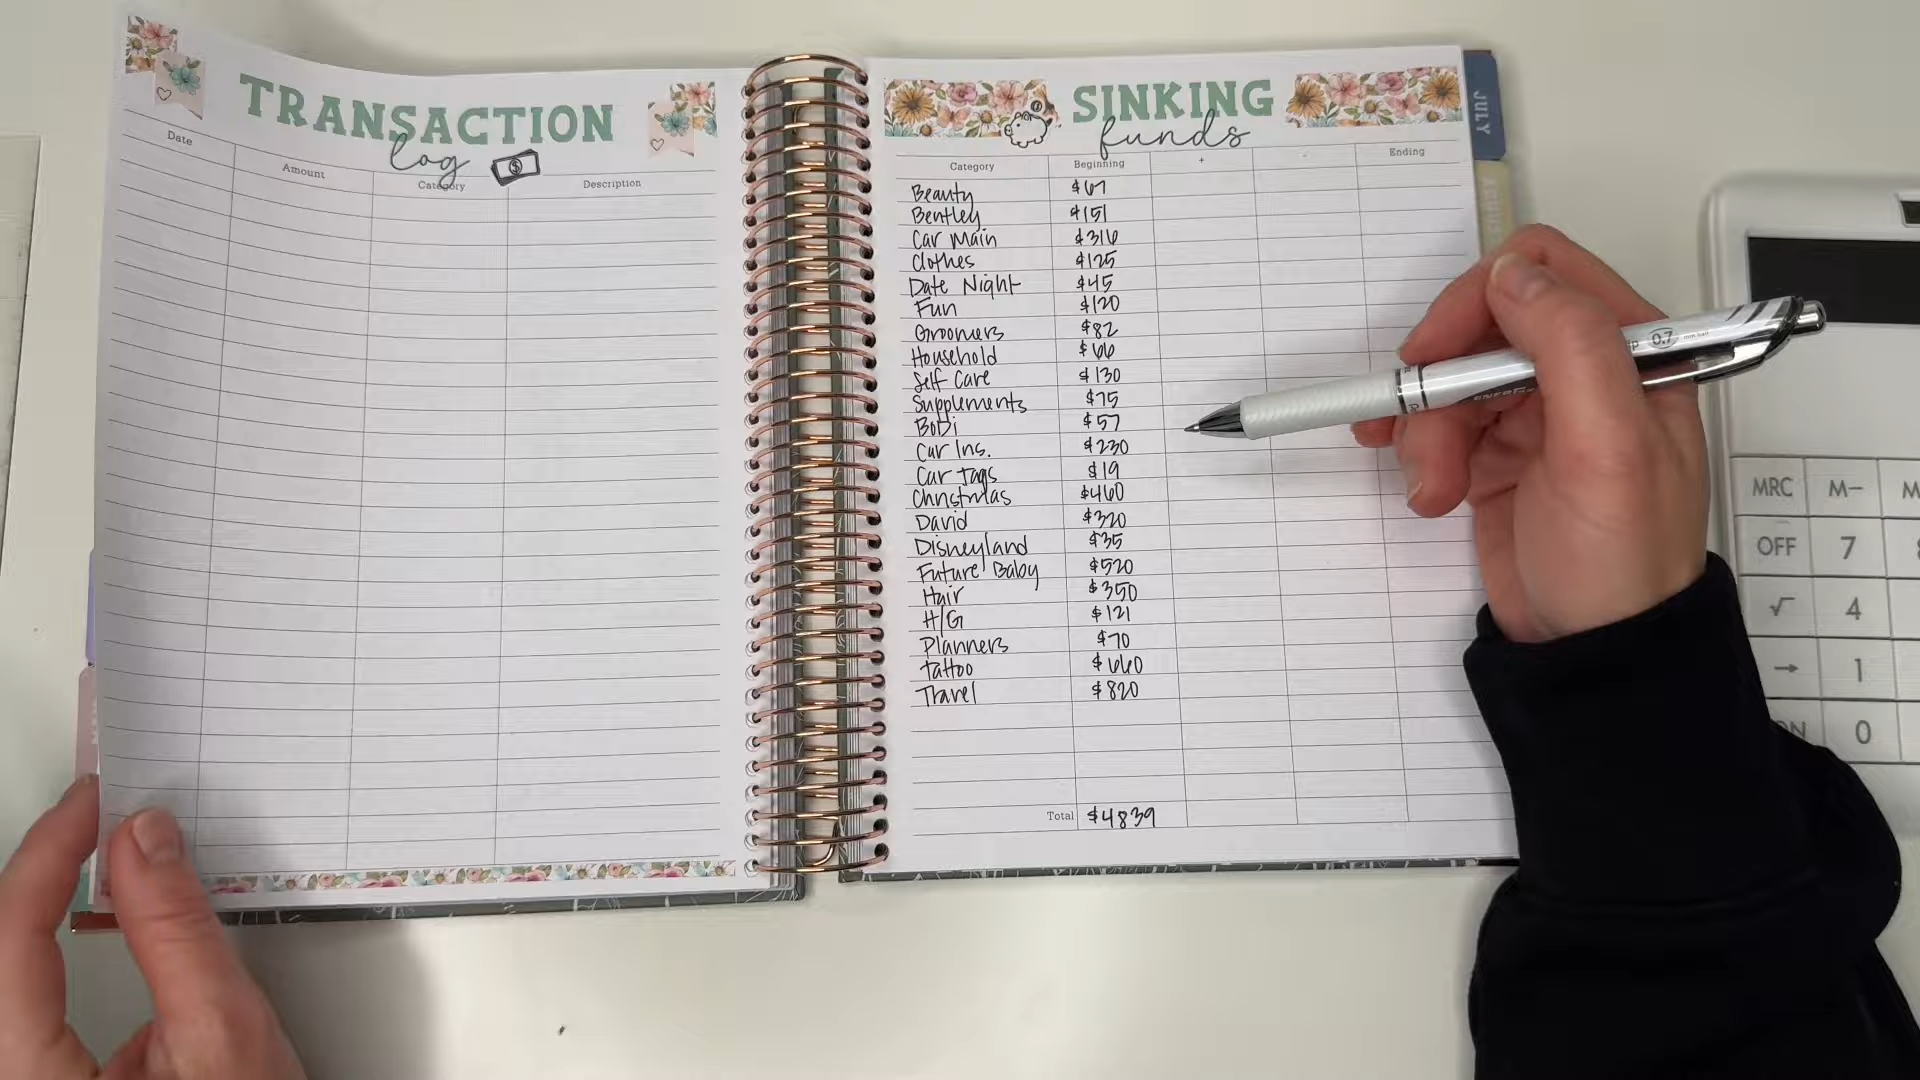 TRANSACTION
log
Date Amount Category Description
SINKING
funds
Category Beginning + - Ending
Beauty $67
Bentley $151
Car Main $316
Clothes $125
Date Night $45
Fun $120
Groomers $82
Household $66
Self Care $130
Supplements $75
BoDi $57
Car Ins. $230
Car Tags $19
Christmas $460
David $320
Disneyland $35
Future Baby $520
Hair $350
H/G $121
Planners $70
Tattoo $660
Travel $820
Total $4839
JULY
0.7
MRC M–
OFF 7
√ 4
→ 1
0